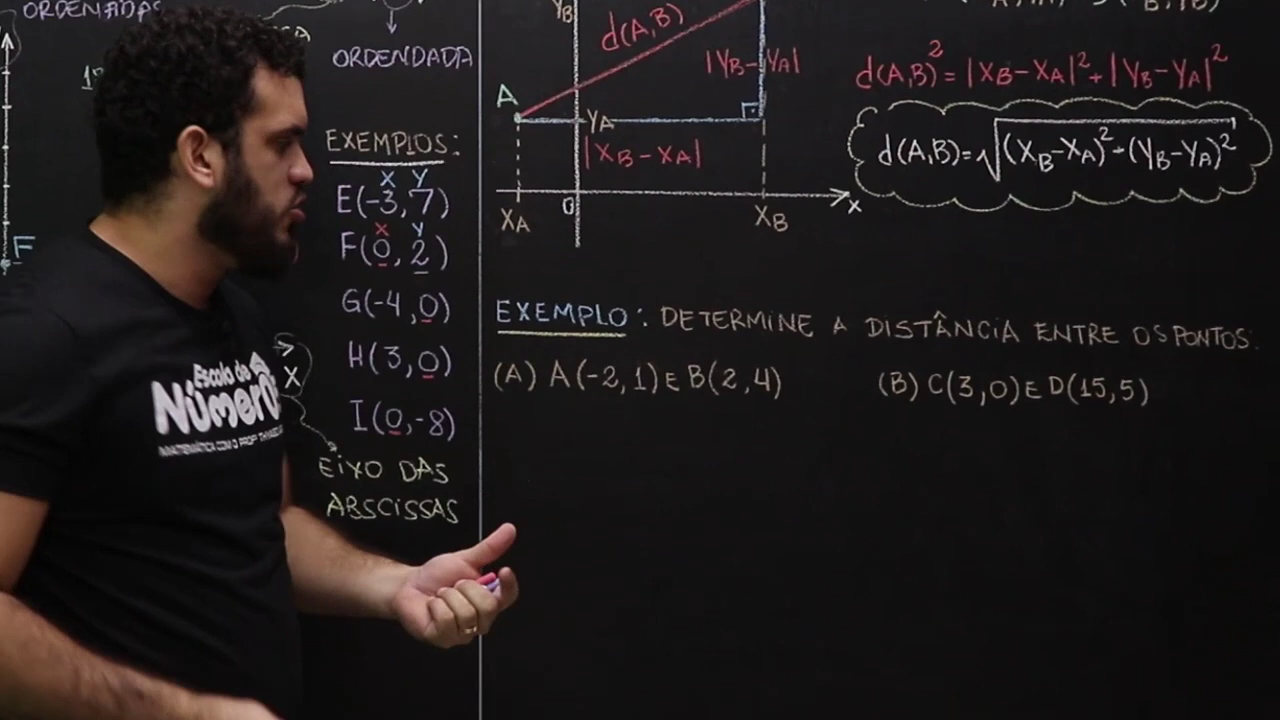 ORDENADAS
ORDENDADA
EXEMPLOS:
X Y
E(-3,7)
X Y
F(0,2)
G(-4,0)
H(3,0)
I(0,-8)
X
EIXO DAS
ABSCISSAS
F
Escola de
Números
YB
d(A,B)
|YB-YA|
A
YA
|XB-XA|
XA
0
XB
x
d(A,B)² = |XB-XA|² + |YB-YA|²
d(A,B)=√(XB-XA)²+(YB-YA)²
EXEMPLO: DETERMINE A DISTÂNCIA ENTRE OS PONTOS:
(A) A(-2,1) E B(2,4)
(B) C(3,0) E D(15,5)